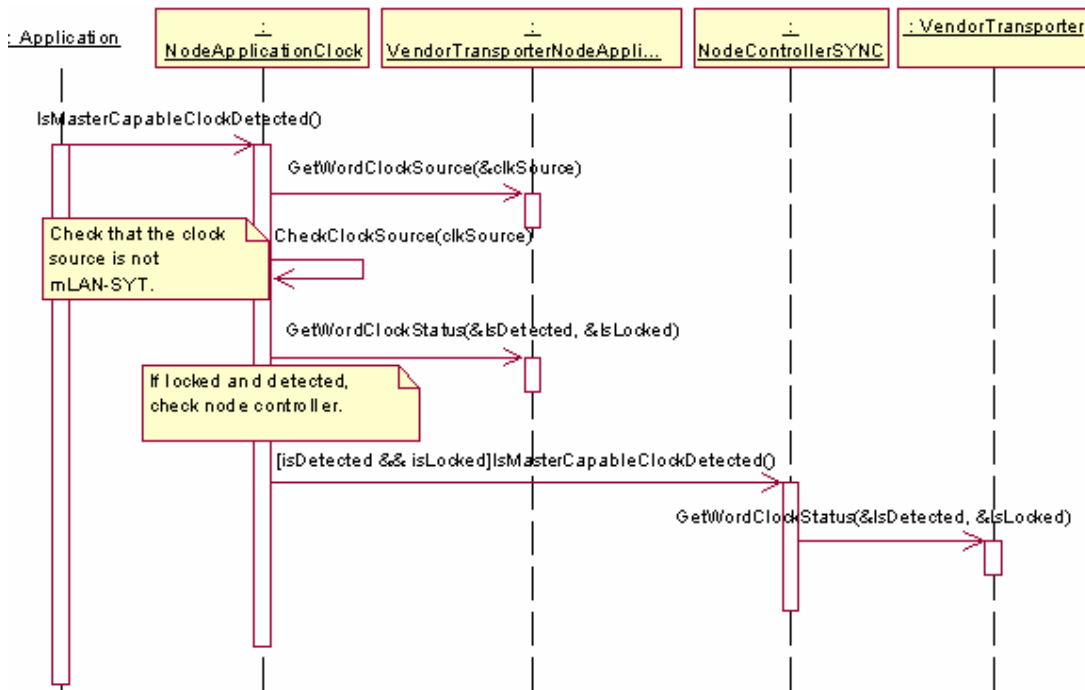 : Application
:
NodeApplicationClock
:
VendorTransporterNodeAppli...
:
NodeControllerSYNC
: VendorTransporter
IsMasterCapableClockDetected()
GetWordClockSource(&clkSource)
Check that the clock
source is not
mLAN-SYT.
CheckClockSource(clkSource)
GetWordClockStatus(&IsDetected, &IsLocked)
If locked and detected,
check node controller.
[isDetected && isLocked]IsMasterCapableClockDetected()
GetWordClockStatus(&IsDetected, &IsLocked)